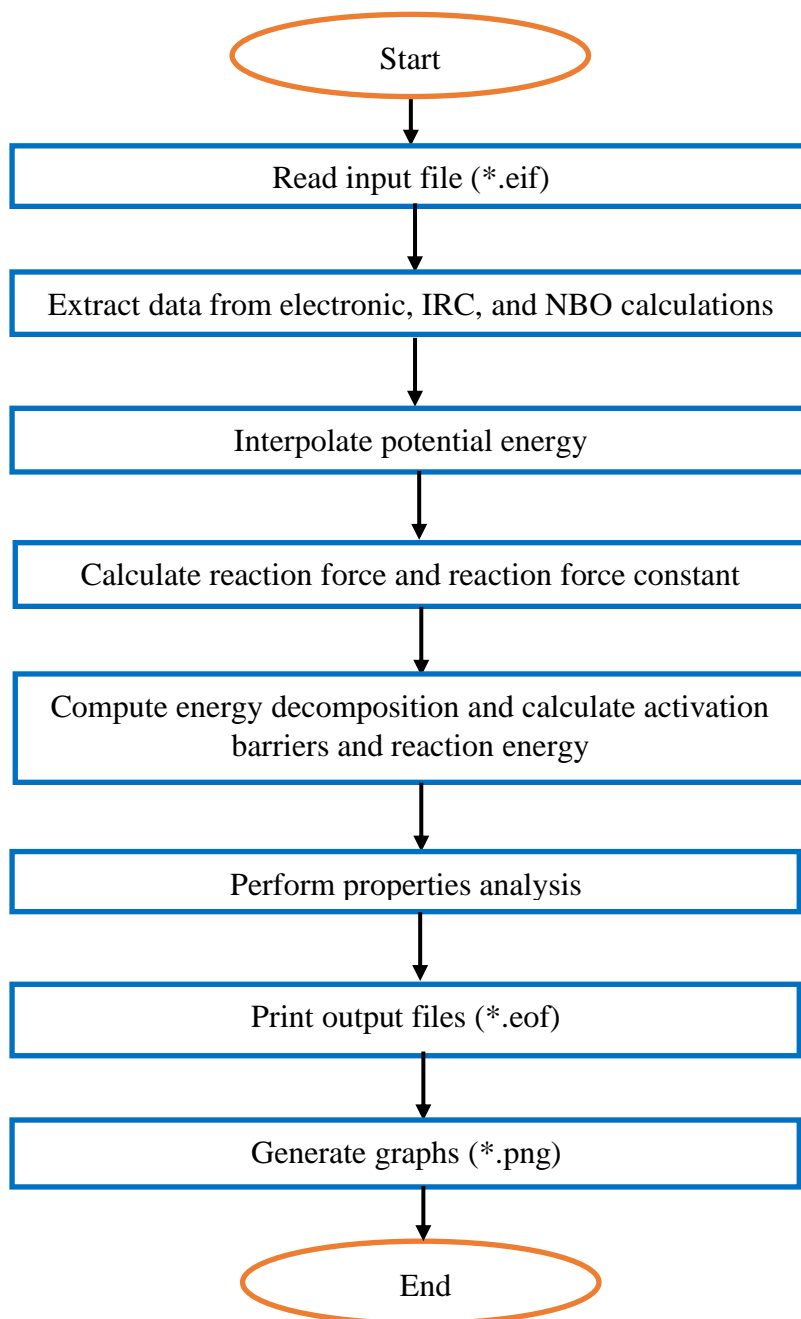 Start
Read input file (*.eif)
Extract data from electronic, IRC, and NBO calculations
Interpolate potential energy
Calculate reaction force and reaction force constant
Compute energy decomposition and calculate activation
barriers and reaction energy
Perform properties analysis
Print output files (*.eof)
Generate graphs (*.png)
End